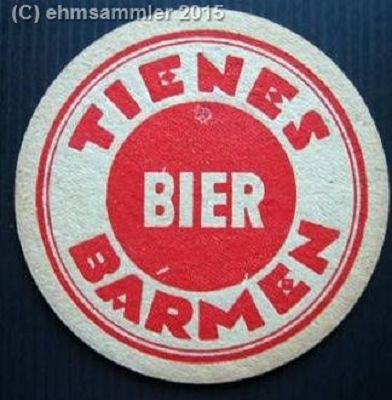 (C) ehmsammler 2015
TIENES
BIER
BARMEN